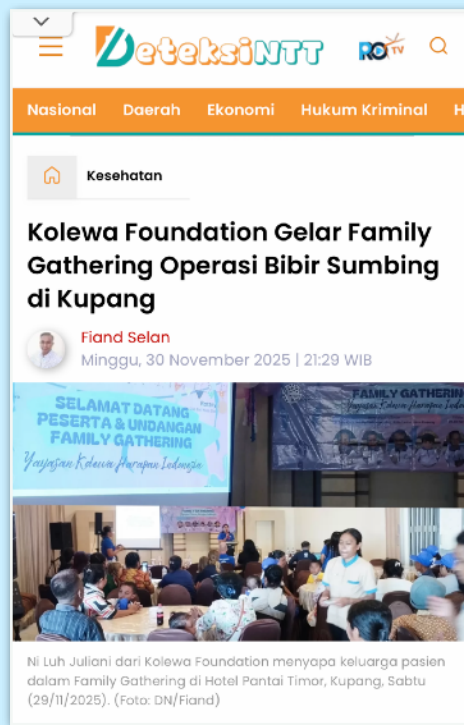 DeteksiNTT
TV
Nasional Daerah Ekonomi Hukum Kriminal H
Kesehatan
Kolewa Foundation Gelar Family
Gathering Operasi Bibir Sumbing
di Kupang
Fiand Selan
Minggu, 30 November 2025 | 21:29 WIB
SELAMAT DATANG
PESERTA & UNDANGAN
FAMILY GATHERING
Yayasan Kolewa Harapan Indonesia
FAMILY GATHERIN
Ni Luh Juliani dari Kolewa Foundation menyapa keluarga pasien
dalam Family Gathering di Hotel Pantai Timor, Kupang, Sabtu
(29/11/2025). (Foto: DN/Fiand)